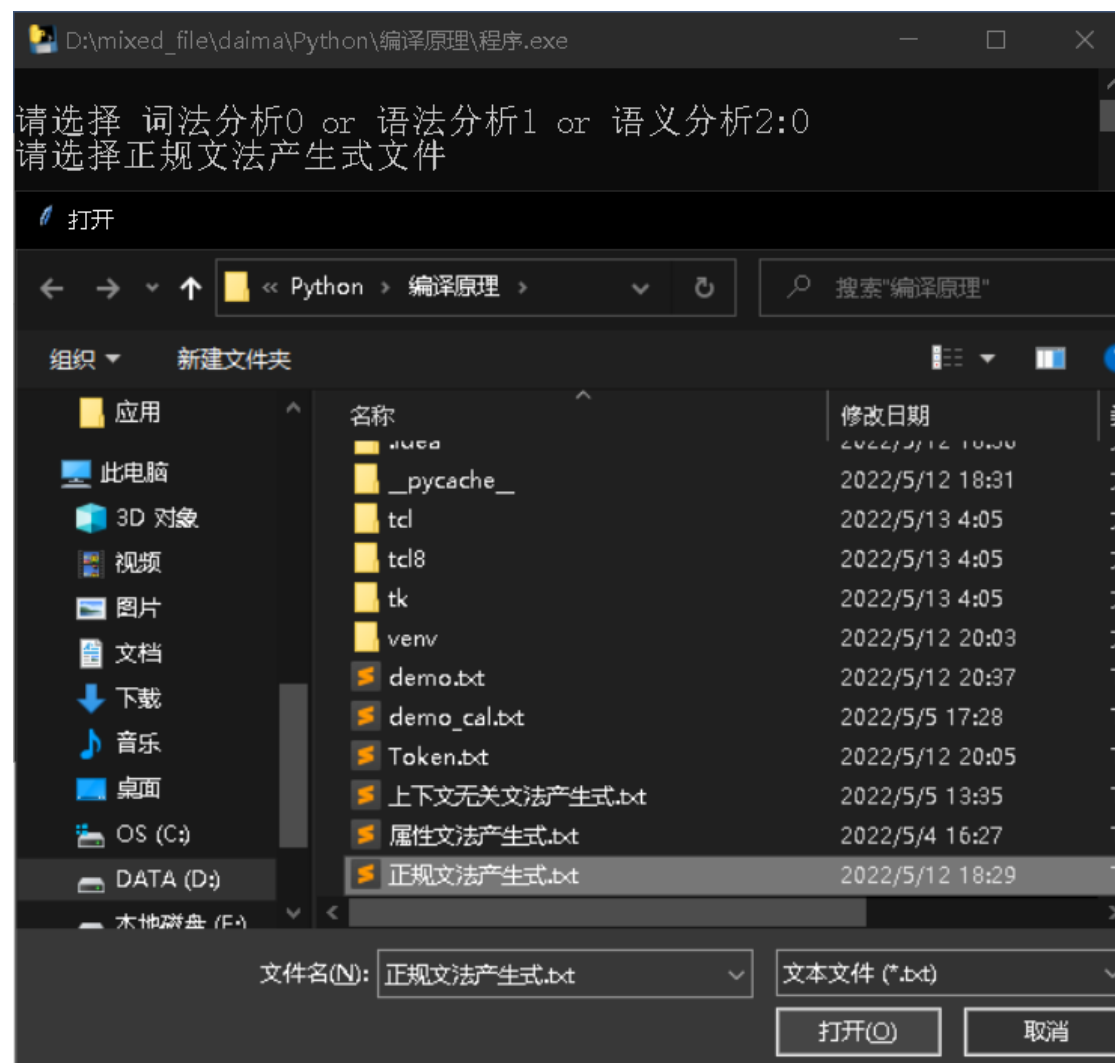 D:\mixed_file\daima\Python\编译原理\程序.exe
请选择 词法分析0 or 语法分析1 or 语义分析2:0
请选择正规文法产生式文件
打开
« Python › 编译原理 ›
搜索"编译原理"
组织
新建文件夹
应用
此电脑
3D 对象
视频
图片
文档
下载
音乐
桌面
OS (C:)
DATA (D:)
本地磁盘 (E:)
名称 修改日期
.idea 2022/5/12
__pycache__ 2022/5/12 18:31
tcl 2022/5/13 4:05
tcl8 2022/5/13 4:05
tk 2022/5/13 4:05
venv 2022/5/12 20:03
demo.txt 2022/5/12 20:37
demo_cal.txt 2022/5/5 17:28
Token.txt 2022/5/12 20:05
上下文无关文法产生式.txt 2022/5/5 13:35
属性文法产生式.txt 2022/5/4 16:27
正规文法产生式.txt 2022/5/12 18:29
文件名(N): 正规文法产生式.txt 文本文件 (*.txt)
打开(O) 取消